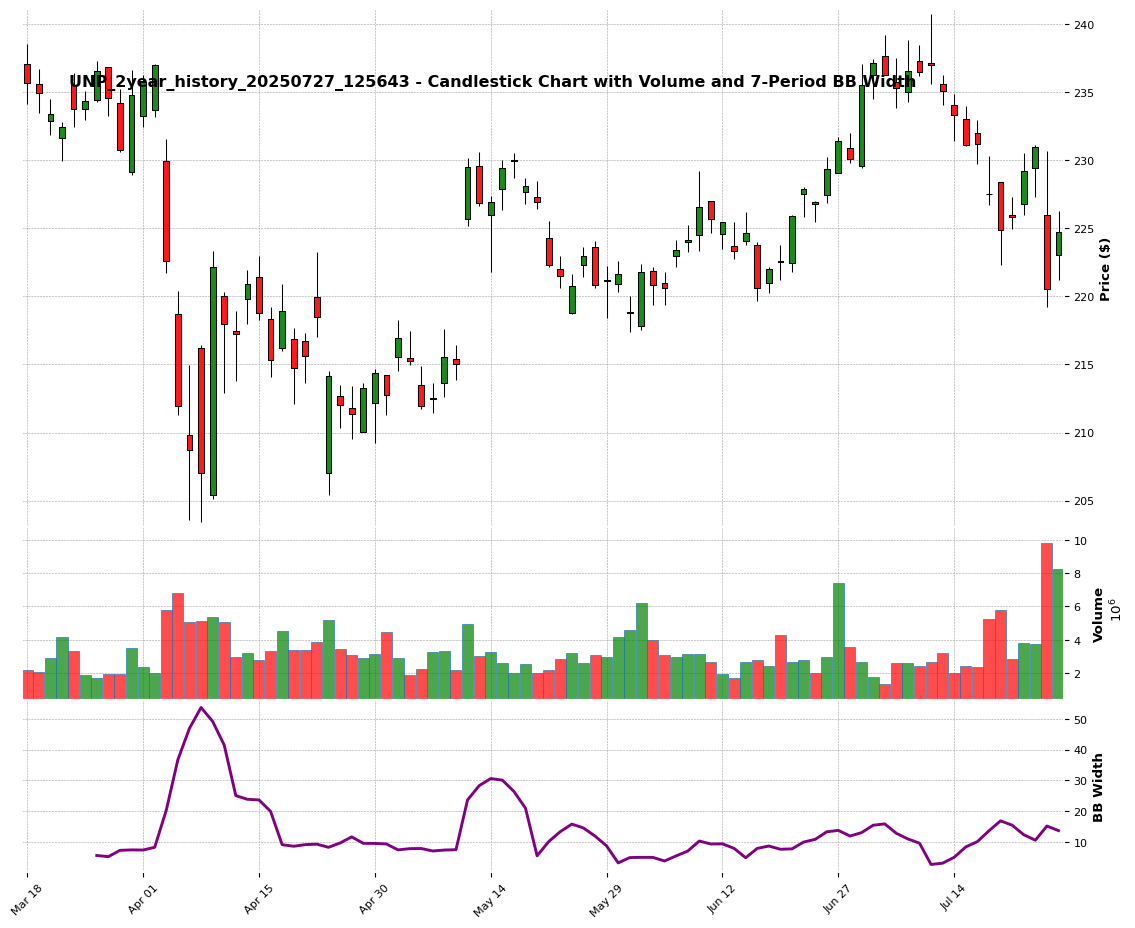 UNP_2year_history_20250727_125643 - Candlestick Chart with Volume and 7-Period BB Width
240
235
230
225
220
215
210
205
Price ($)
10
8
6
4
2
Volume
10^6
50
40
30
20
10
BB Width
Mar 18
Apr 01
Apr 15
Apr 30
May 14
May 29
Jun 12
Jun 27
Jul 14